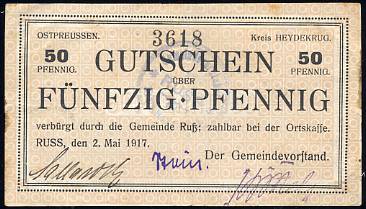 OSTPREUSSEN. 3618 Kreis HEYDEKRUG.
50 GUTSCHEIN 50
PFENNIG. ÜBER PFENNIG.
FÜNFZIG·PFENNIG
verbürgt durch die Gemeinde Ruß: zahlbar bei der Ortskasse.
RUSS, den 2. Mai 1917.
Der Gemeindevorstand.